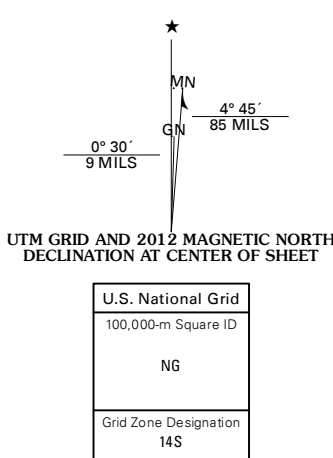 ★
MN
GN
4° 45´
85 MILS
0° 30´
9 MILS
UTM GRID AND 2012 MAGNETIC NORTH
DECLINATION AT CENTER OF SHEET
U.S. National Grid
100,000-m Square ID
NG
Grid Zone Designation
14S